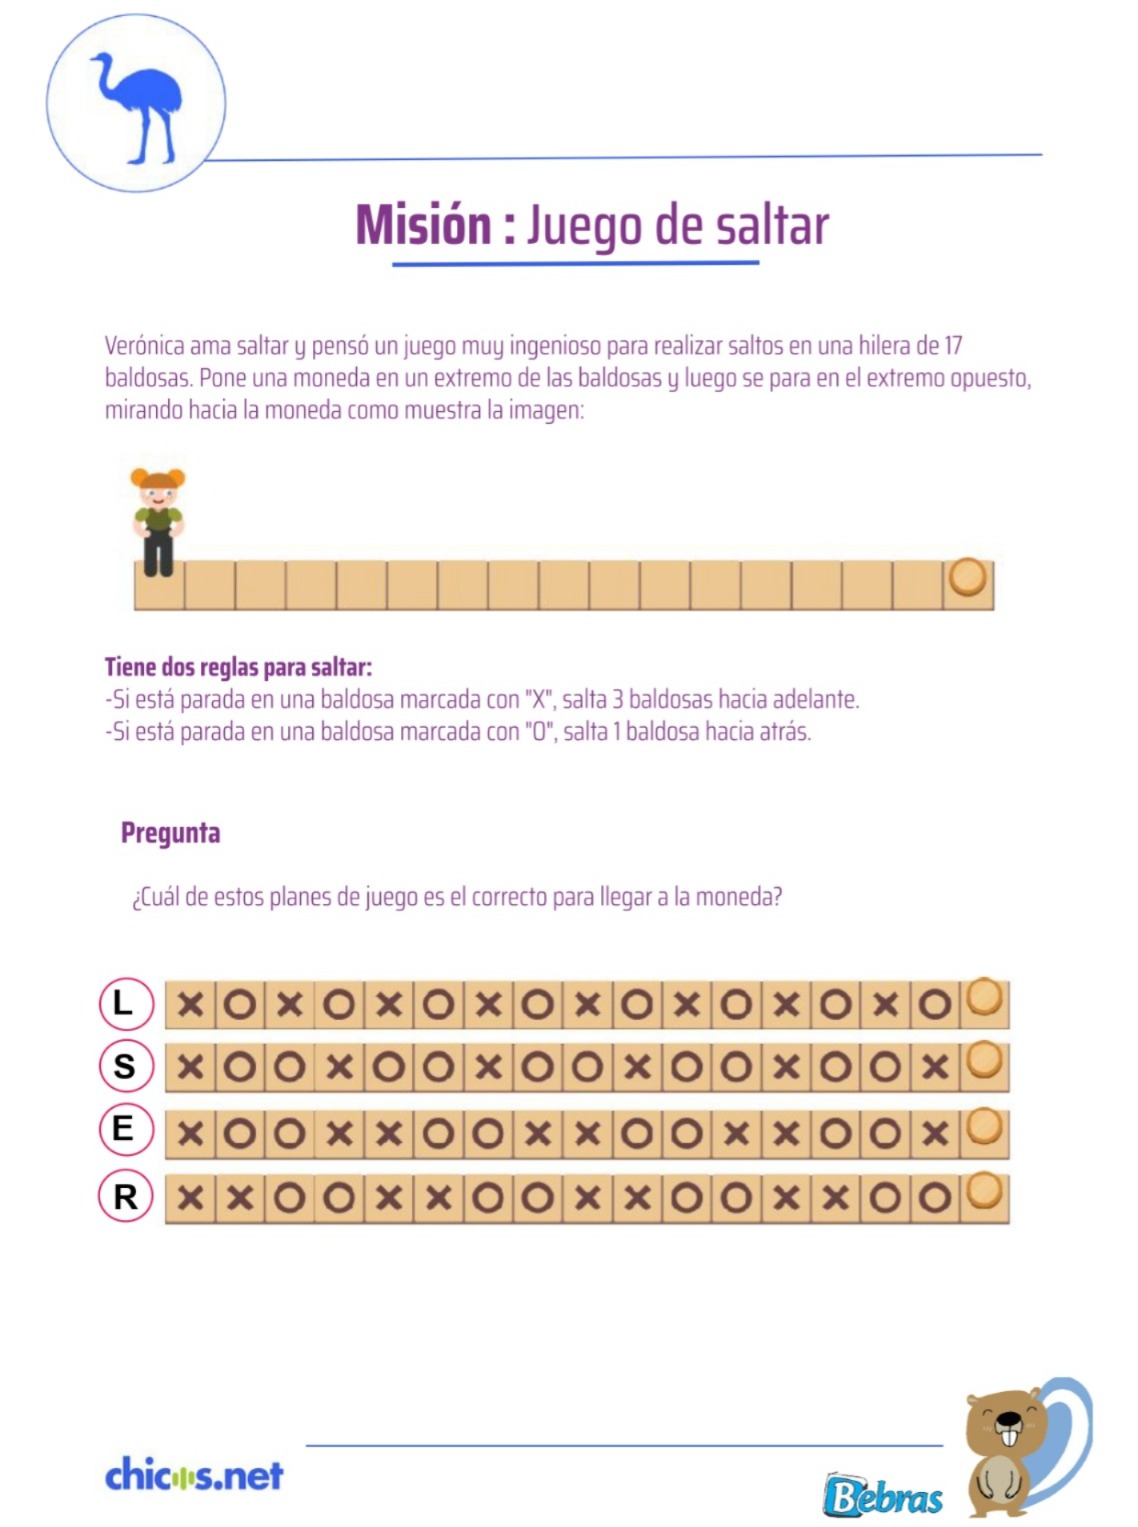 Misión : Juego de saltar
Verónica ama saltar y pensó un juego muy ingenioso para realizar saltos en una hilera de 17
baldosas. Pone una moneda en un extremo de las baldosas y luego se para en el extremo opuesto,
mirando hacia la moneda como muestra la imagen:
Tiene dos reglas para saltar:
-Si está parada en una baldosa marcada con "X", salta 3 baldosas hacia adelante.
-Si está parada en una baldosa marcada con "O", salta 1 baldosa hacia atrás.
Pregunta
¿Cuál de estos planes de juego es el correcto para llegar a la moneda?
L X O X O X O X O X O X O X O X O
S X O O X O O X O O X O O X O O X
E X O O X X O O X X O O X X O O X
R X X O O X X O O X X O O X X O O
chicos.net
Bebras